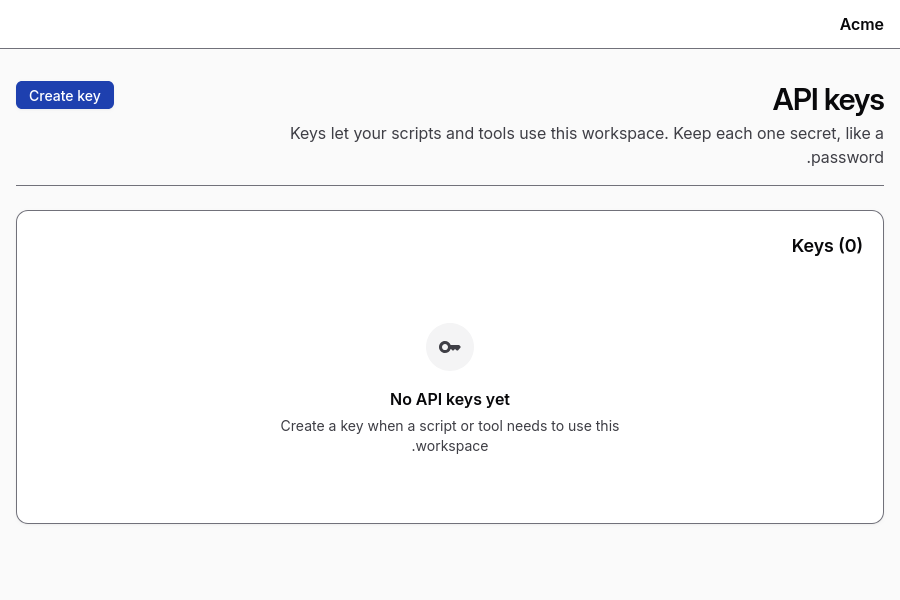 Acme
API keys
Create key
Keys let your scripts and tools use this workspace. Keep each one secret, like a
.password
Keys (0)
No API keys yet
Create a key when a script or tool needs to use this
.workspace